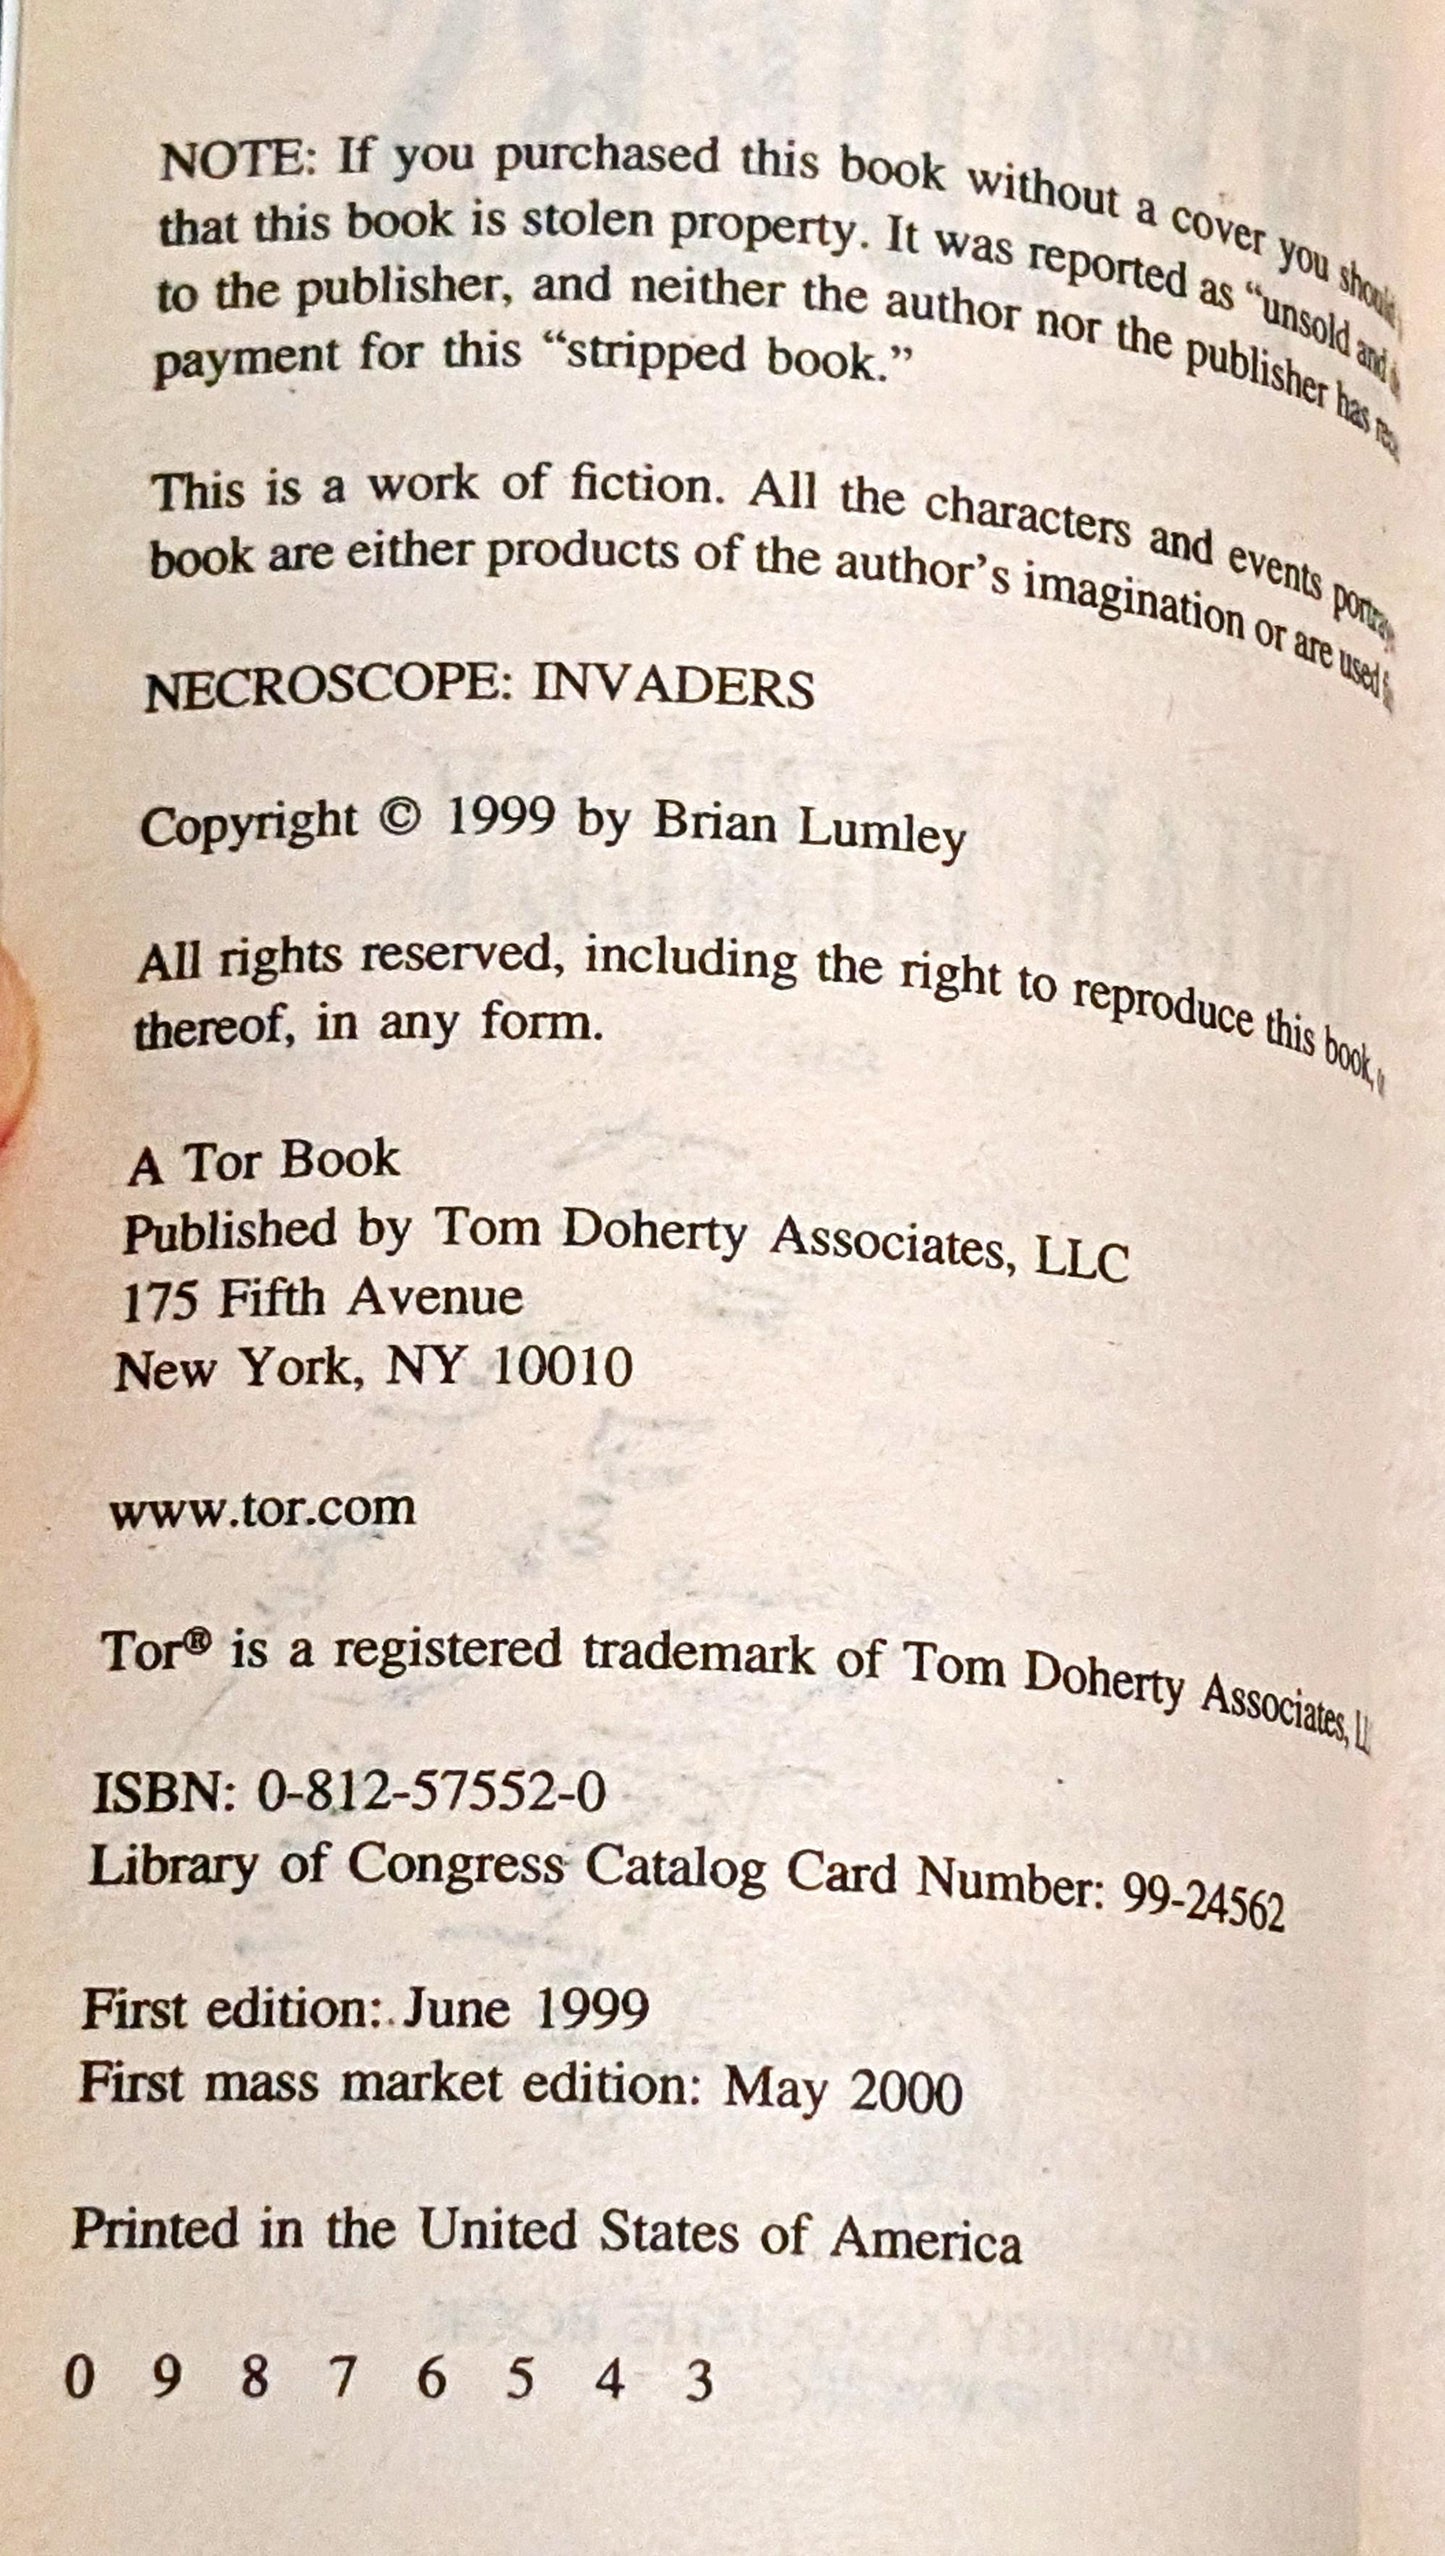 NOTE: If you purchased this book without a cover you should
that this book is stolen property. It was reported as “unsold and
to the publisher, and neither the author nor the publisher has
payment for this “stripped book.”
This is a work of fiction. All the characters and events
book are either products of the author’s imagination or are used
NECROSCOPE: INVADERS
Copyright © 1999 by Brian Lumley
All rights reserved, including the right to reproduce this book,
thereof, in any form.
A Tor Book
Published by Tom Doherty Associates, LLC
175 Fifth Avenue
New York, NY 10010
www.tor.com
Tor® is a registered trademark of Tom Doherty Associates,
ISBN: 0-812-57552-0
Library of Congress Catalog Card Number: 99-24562
First edition: June 1999
First mass market edition: May 2000
Printed in the United States of America
0 9 8 7 6 5 4 3